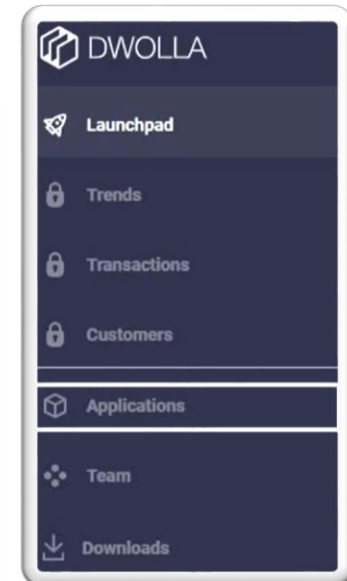 DWOLLA
Launchpad
Trends
Transactions
Customers
Applications
Team
Downloads